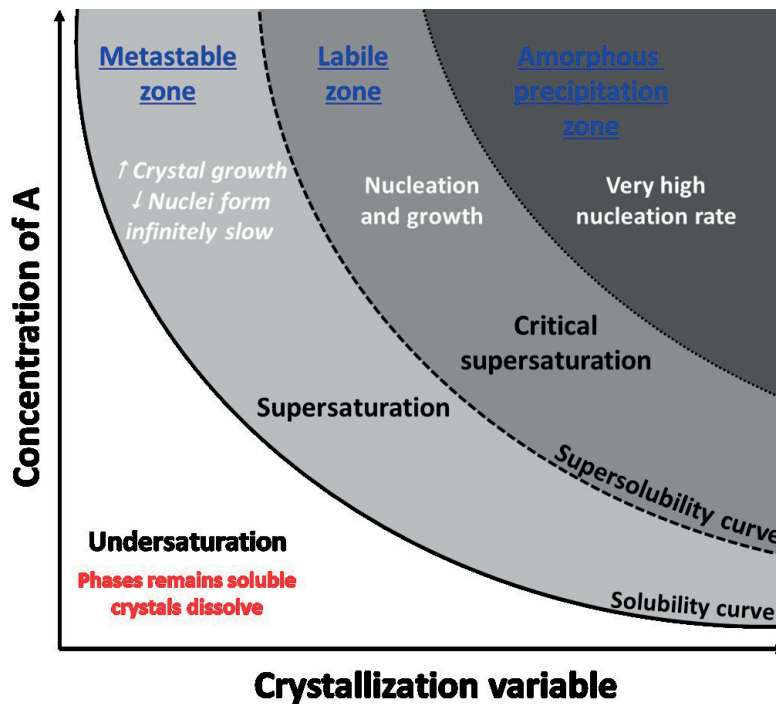 Metastable
zone
Labile
zone
Amorphous
precipitation
zone
↑ Crystal growth
↓ Nuclei form
infinitely slow
Nucleation
and growth
Very high
nucleation rate
Critical
supersaturation
Supersaturation
Supersolubility curve
Undersaturation
Phases remains soluble
crystals dissolve
Solubility curve
Concentration of A
Crystallization variable